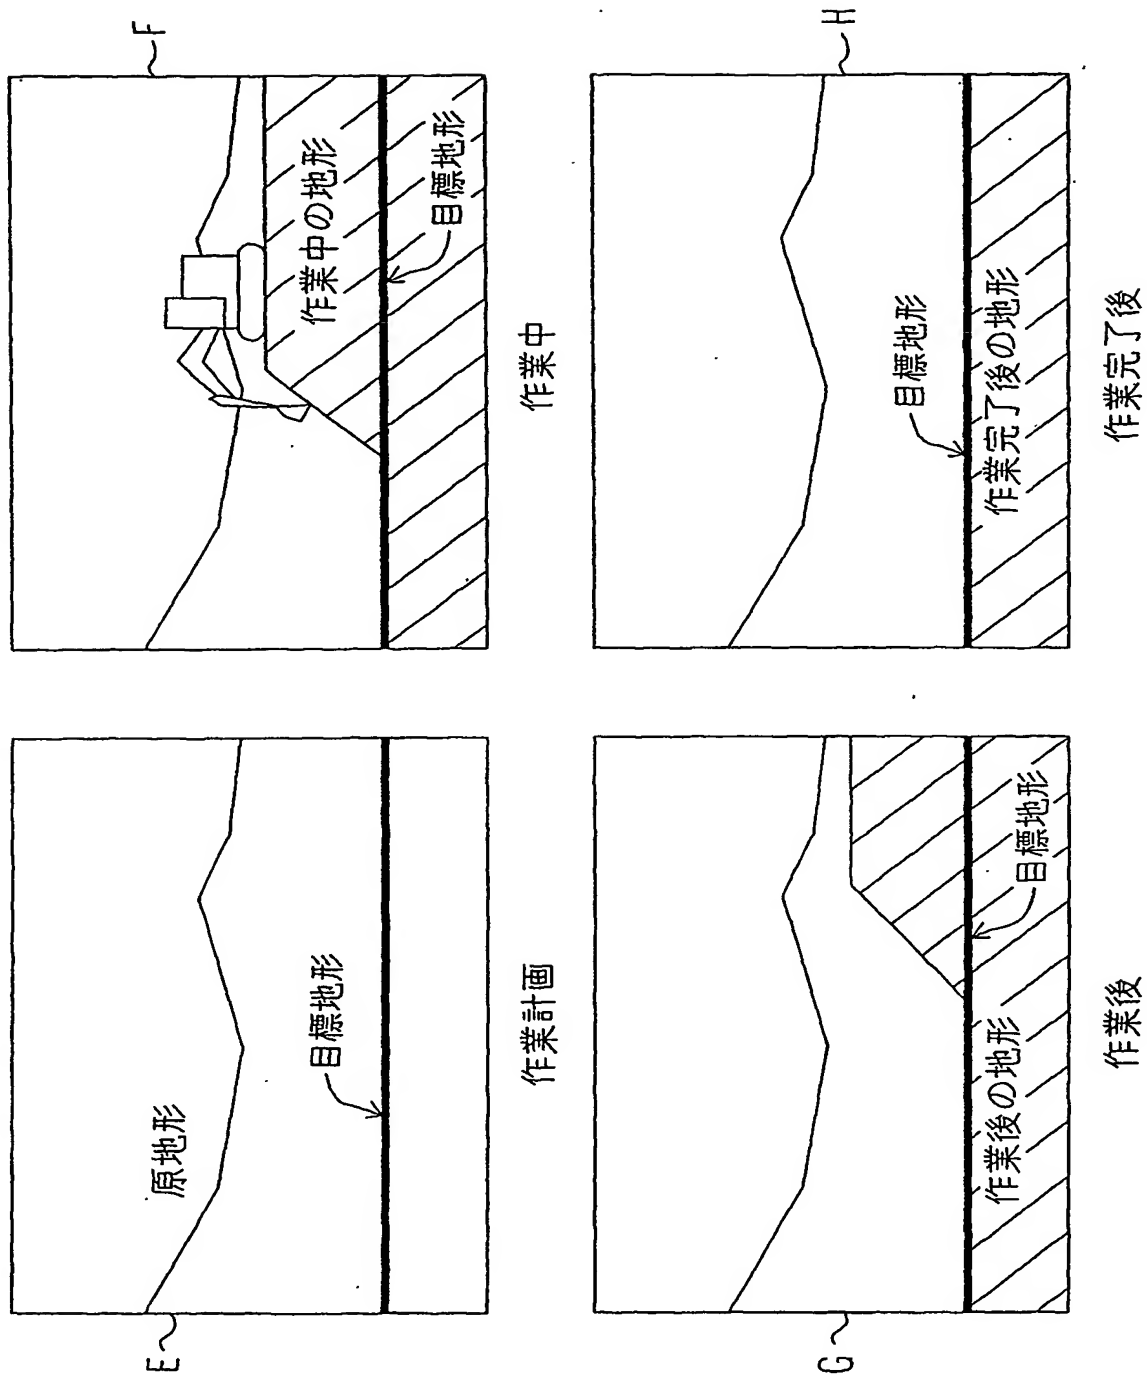 E
原地形
目標地形
作業計画
F
作業中の地形
目標地形
作業中
G
作業後の地形
目標地形
作業後
H
目標地形
作業完了後の地形
作業完了後